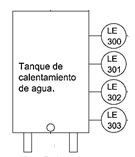 LE
300
LE
301
Tanque de
calentamiento
de agua.
LE
302
LE
303